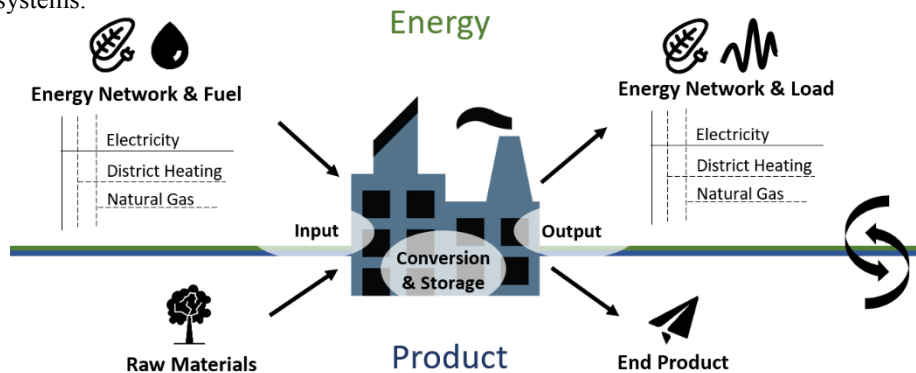 systems.
Energy
Energy Network & Fuel
Electricity
District Heating
Natural Gas
Energy Network & Load
Electricity
District Heating
Natural Gas
Input
Output
Conversion
& Storage
Raw Materials
Product
End Product